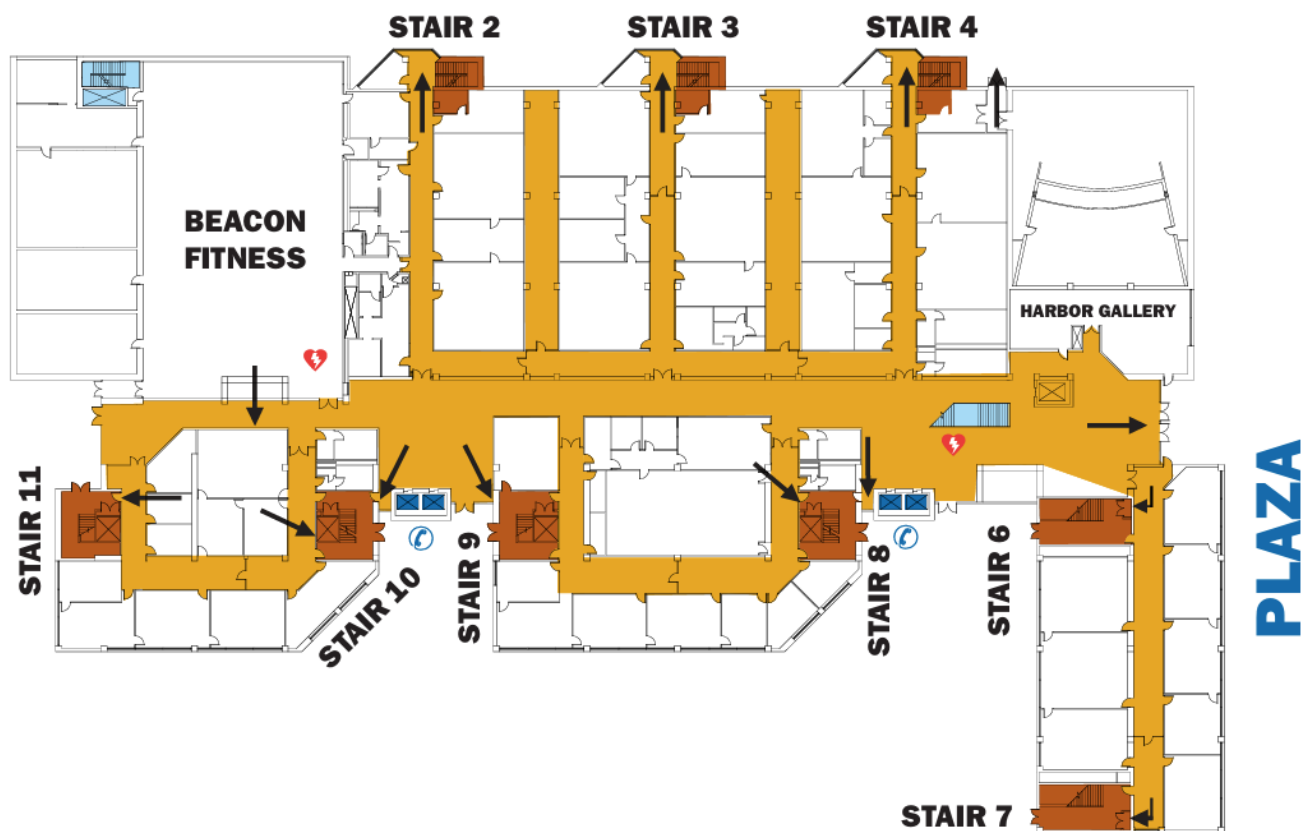 STAIR 2
STAIR 3
STAIR 4
BEACON
FITNESS
HARBOR GALLERY
STAIR 11
STAIR 10
STAIR 9
STAIR 8
STAIR 6
PLAZA
STAIR 7